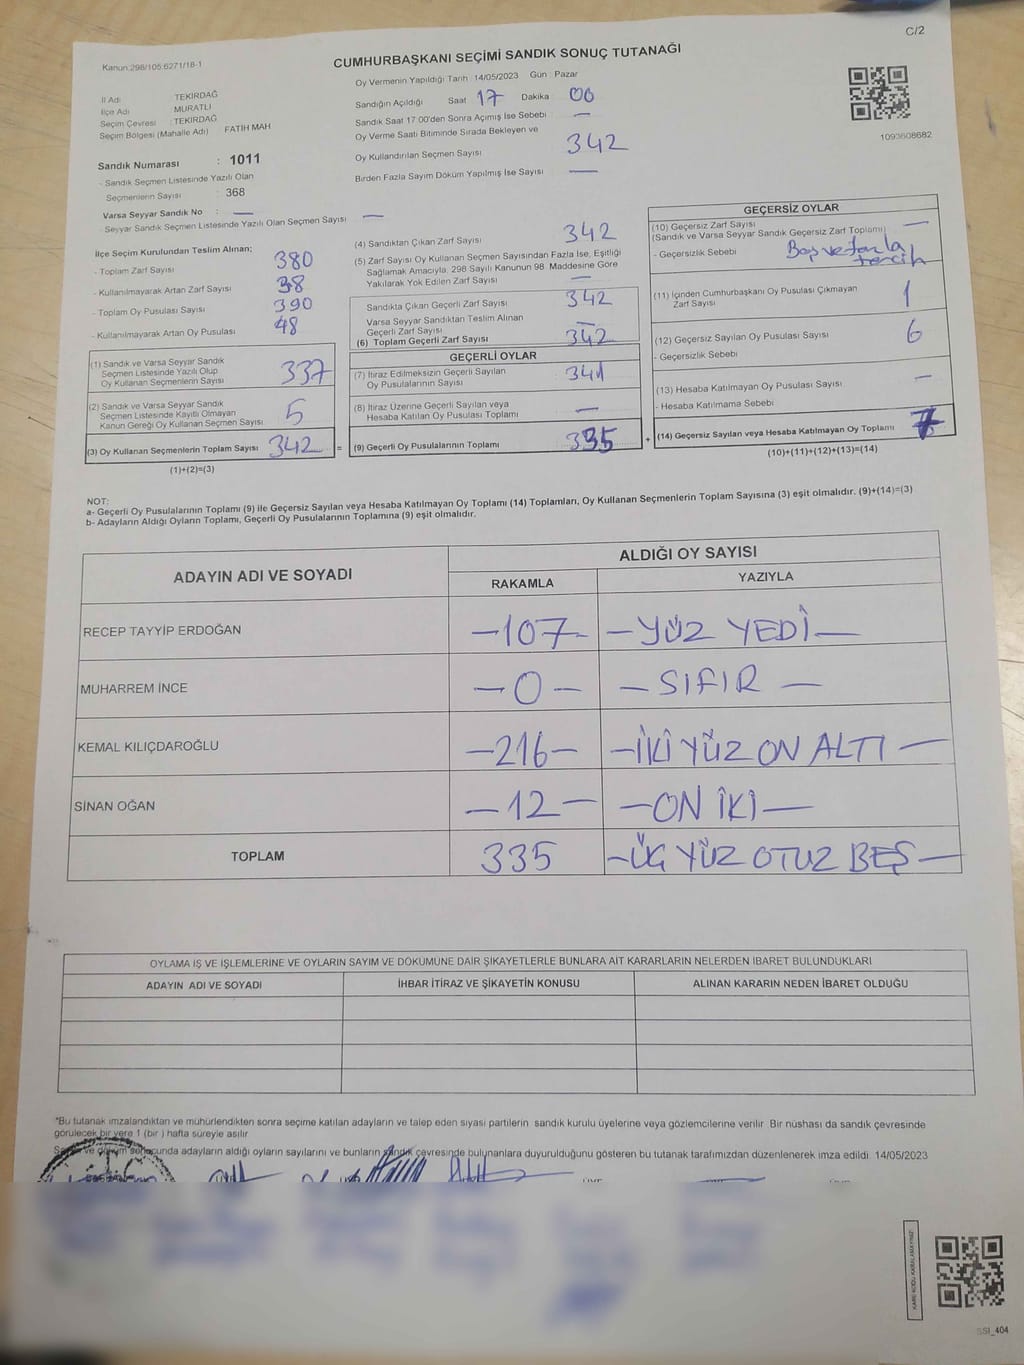 C/2
Kanun:298/105.6271/18-1
CUMHURBAŞKANI SEÇİMİ SANDIK SONUÇ TUTANAĞI
Oy Vermenin Yapıldığı Tarih : 14/05/2023 Gün Pazar
İl Adı : TEKİRDAĞ
İlçe Adı : MURATLI
Seçim Çevresi : TEKİRDAĞ
Seçim Bölgesi (Mahalle Adı) FATİH MAH
Sandığın Açıldığı Saat 17 Dakika 00
Sandık Saat 17:00'den Sonra Açımış İse Sebebi : —
Oy Verme Saati Bitiminde Sırada Bekleyen ve
Oy Kullandırılan Seçmen Sayısı 342
Birden Fazla Sayım Döküm Yapılmış İse Sayısı : —
1093608682
Sandık Numarası : 1011
- Sandık Seçmen Listesinde Yazılı Olan
Seçmenlerin Sayısı : 368
Varsa Seyyar Sandık No : —
- Seyyar Sandık Seçmen Listesinde Yazılı Olan Seçmen Sayısı : —
İlçe Seçim Kurulundan Teslim Alınan;
- Toplam Zarf Sayısı 380
- Kullanılmayarak Artan Zarf Sayısı 38
- Toplam Oy Pusulası Sayısı 390
- Kullanılmayarak Artan Oy Pusulası 48
(1) Sandık ve Varsa Seyyar Sandık
Seçmen Listesinde Yazılı Olup
Oy Kullanan Seçmenlerin Sayısı 337
(2) Sandık ve Varsa Seyyar Sandık
Seçmen Listesinde Kayıtlı Olmayan
Kanun Gereği Oy Kullanan Seçmen Sayısı 5
(3) Oy Kullanan Seçmenlerin Toplam Sayısı 342 =
(1)+(2)=(3)
(4) Sandıktan Çıkan Zarf Sayısı 342
(5) Zarf Sayısı Oy Kullanan Seçmen Sayısından Fazla İse, Eşitliği
Sağlamak Amacıyla, 298 Sayılı Kanunun 98. Maddesine Göre
Yakılarak Yok Edilen Zarf Sayısı —
Sandıkta Çıkan Geçerli Zarf Sayısı 342
Varsa Seyyar Sandıktan Teslim Alınan
Geçerli Zarf Sayısı —
(6) Toplam Geçerli Zarf Sayısı 342
GEÇERLİ OYLAR
(7) İtiraz Edilmeksizin Geçerli Sayılan
Oy Pusulalarının Sayısı 341
(8) İtiraz Üzerine Geçerli Sayılan veya
Hesaba Katılan Oy Pusulası Toplamı —
(9) Geçerli Oy Pusulalarının Toplamı 335 +
GEÇERSİZ OYLAR
(10) Geçersiz Zarf Sayısı —
(Sandık ve Varsa Seyyar Sandık Geçersiz Zarf Toplamı)
- Geçersizlik Sebebi Boş ve fazla
tercih
(11) İçinden Cumhurbaşkanı Oy Pusulası Çıkmayan
Zarf Sayısı 1
(12) Geçersiz Sayılan Oy Pusulası Sayısı 6
- Geçersizlik Sebebi
(13) Hesaba Katılmayan Oy Pusulası Sayısı —
- Hesaba Katılmama Sebebi
(14) Geçersiz Sayılan veya Hesaba Katılmayan Oy Toplamı 7
(10)+(11)+(12)+(13)=(14)
NOT:
a- Geçerli Oy Pusulalarının Toplamı (9) ile Geçersiz Sayılan veya Hesaba Katılmayan Oy Toplamı (14) Toplamları, Oy Kullanan Seçmenlerin Toplam Sayısına (3) eşit olmalıdır. (9)+(14)=(3)
b- Adayların Aldığı Oyların Toplamı, Geçerli Oy Pusulalarının Toplamına (9) eşit olmalıdır.
ADAYIN ADI VE SOYADI ALDIĞI OY SAYISI
RAKAMLA YAZIYLA
RECEP TAYYİP ERDOĞAN —107— —YÜZ YEDİ—
MUHARREM İNCE —0— —SIFIR—
KEMAL KILIÇDAROĞLU —216— —İKİ YÜZ ON ALTI—
SİNAN OĞAN —12— —ON İKİ—
TOPLAM 335 —ÜÇ YÜZ OTUZ BEŞ—
OYLAMA İŞ VE İŞLEMLERİNE VE OYLARIN SAYIM VE DÖKÜMÜNE DAİR ŞİKAYETLERLE BUNLARA AİT KARARLARIN NELERDEN İBARET BULUNDUKLARI
ADAYIN ADI VE SOYADI İHBAR İTİRAZ VE ŞİKAYETİN KONUSU ALINAN KARARIN NEDEN İBARET OLDUĞU
*Bu tutanak imzalandıktan ve mühürlendikten sonra seçime katılan adayların ve talep eden siyasi partilerin sandık kurulu üyelerine veya gözlemcilerine verilir. Bir nüshası da sandık çevresinde
görülecek bir yere 1 (bir) hafta süreyle asılır.
Sayım ve döküm sonucunda adayların aldığı oyların sayılarını ve bunların sandık çevresinde bulunanlara duyurulduğunu gösteren bu tutanak tarafımızdan düzenlenerek imza edildi. 14/05/2023
KARE KODU KARALAMAYINIZ!
SSI_404